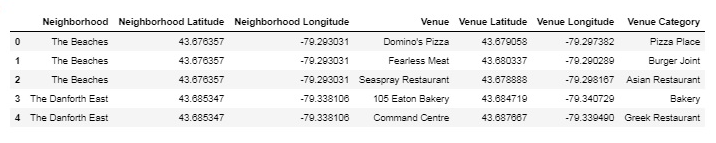 Neighborhood Neighborhood Latitude Neighborhood Longitude Venue Venue Latitude Venue Longitude Venue Category
0 The Beaches 43.676357 -79.293031 Domino's Pizza 43.679058 -79.297382 Pizza Place
1 The Beaches 43.676357 -79.293031 Fearless Meat 43.680337 -79.290289 Burger Joint
2 The Beaches 43.676357 -79.293031 Seaspray Restaurant 43.678888 -79.298167 Asian Restaurant
3 The Danforth East 43.685347 -79.338106 105 Eaton Bakery 43.684719 -79.340729 Bakery
4 The Danforth East 43.685347 -79.338106 Command Centre 43.687667 -79.339490 Greek Restaurant